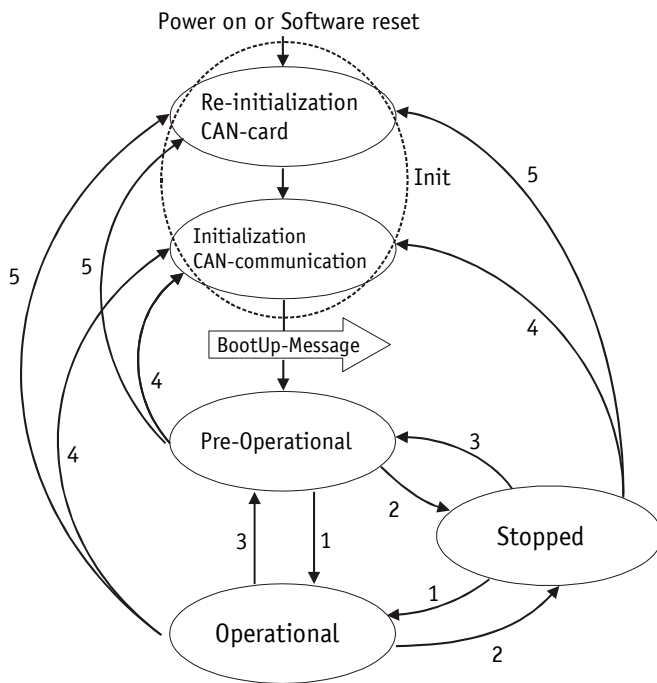 Power on or Software reset
Re-initialization
CAN-card
Init
5
Initialization
CAN-communication
5
5
4
BootUp-Message
4
Pre-Operational
3
4
2
Stopped
3
1
1
Operational
2